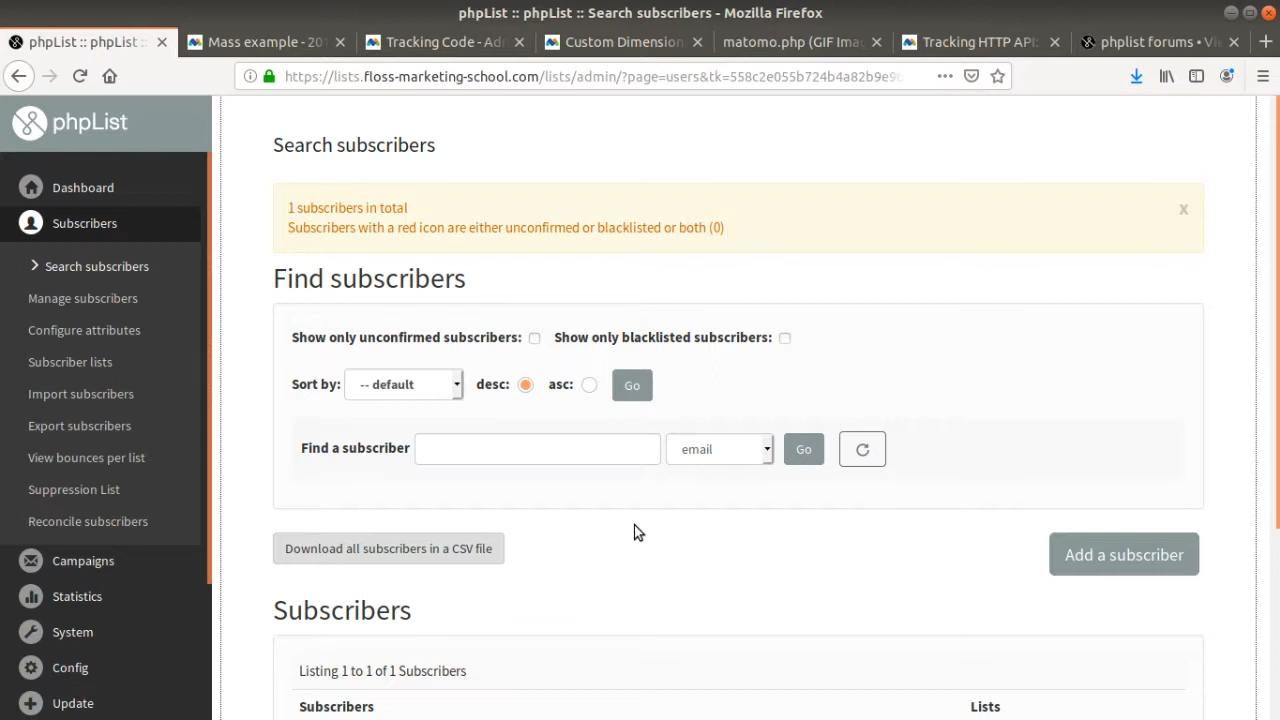 phpList :: phpList :: Search subscribers - Mozilla Firefox
phpList :: phpList ::
Mass example - 20
Tracking Code - Ad
Custom Dimension
matomo.php (GIF Ima
Tracking HTTP API
phplist forums • Vi
https://lists.floss-marketing-school.com/lists/admin/?page=users&tk=558c2e055b724b4a82b9e9
phpList
Dashboard
Subscribers
Search subscribers
Manage subscribers
Configure attributes
Subscriber lists
Import subscribers
Export subscribers
View bounces per list
Suppression List
Reconcile subscribers
Campaigns
Statistics
System
Config
Update
Search subscribers
1 subscribers in total
x
Subscribers with a red icon are either unconfirmed or blacklisted or both (0)
Find subscribers
Show only unconfirmed subscribers: Show only blacklisted subscribers:
Sort by: -- default desc: asc: Go
Find a subscriber email Go
Download all subscribers in a CSV file
Add a subscriber
Subscribers
Listing 1 to 1 of 1 Subscribers
Subscribers Lists